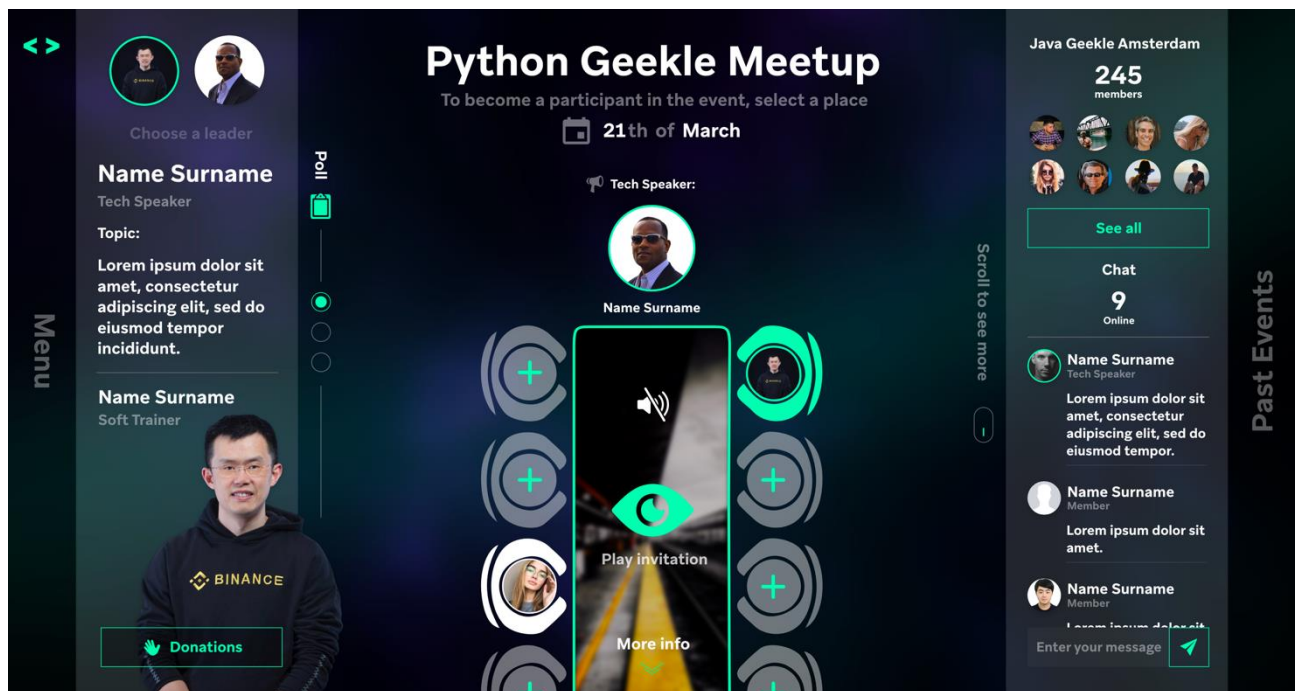 < >
Menu
BINANCE
Choose a leader
Name Surname
Tech Speaker
Topic:
Lorem ipsum dolor sit
amet, consectetur
adipiscing elit, sed do
eiusmod tempor
incididunt.
Name Surname
Soft Trainer
BINANCE
Donations
Poll
Python Geekle Meetup
To become a participant in the event, select a place
21th of March
Tech Speaker:
Name Surname
Play invitation
More info
Scroll to see more
Java Geekle Amsterdam
245
members
See all
Chat
9
Online
Name Surname
Tech Speaker
Lorem ipsum dolor sit
amet, consectetur
adipiscing elit, sed do
eiusmod tempor.
Name Surname
Member
Lorem ipsum dolor sit
amet.
Name Surname
Member
Lorem ipsum dolor sit
Enter your message
Past Events